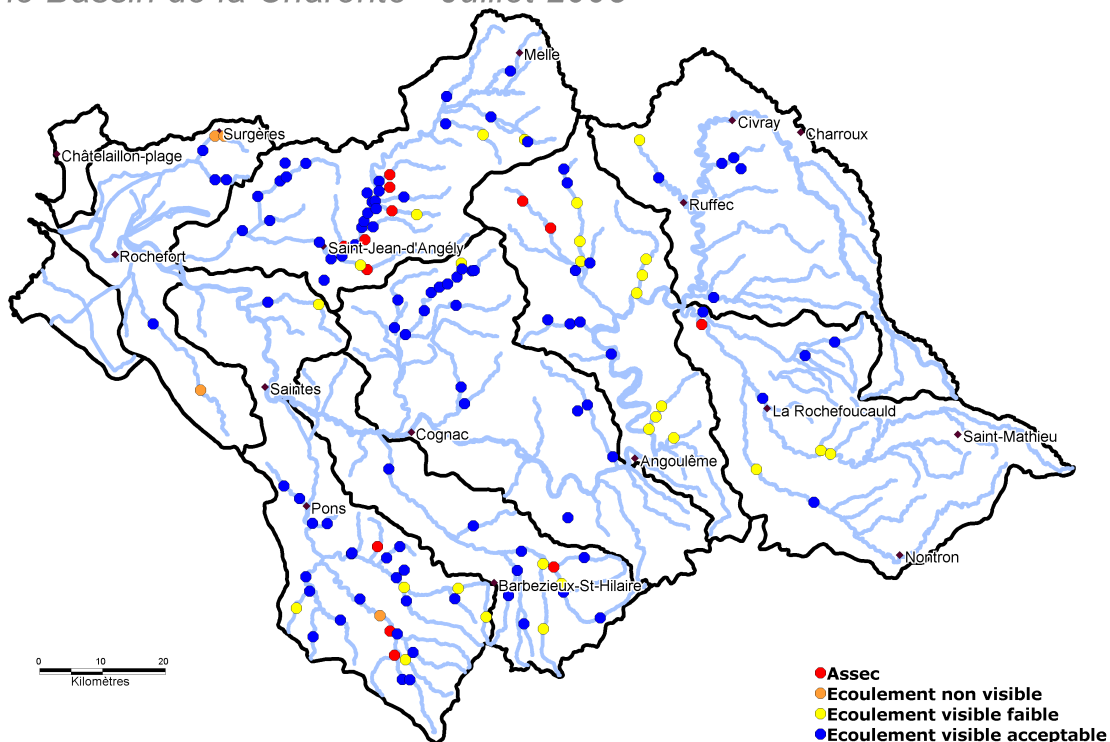 le Bassin de la Charente - Juillet 2008
Melle
Surgères
Civray
Charroux
Châtelaillon-plage
Ruffec
Saint-Jean-d'Angély
Rochefort
Saintes
La Rochefoucauld
Cognac
Saint-Mathieu
Angoulême
Pons
Nontron
Barbezieux-St-Hilaire
0 10 20
Kilomètres
Assec
Ecoulement non visible
Ecoulement visible faible
Ecoulement visible acceptable